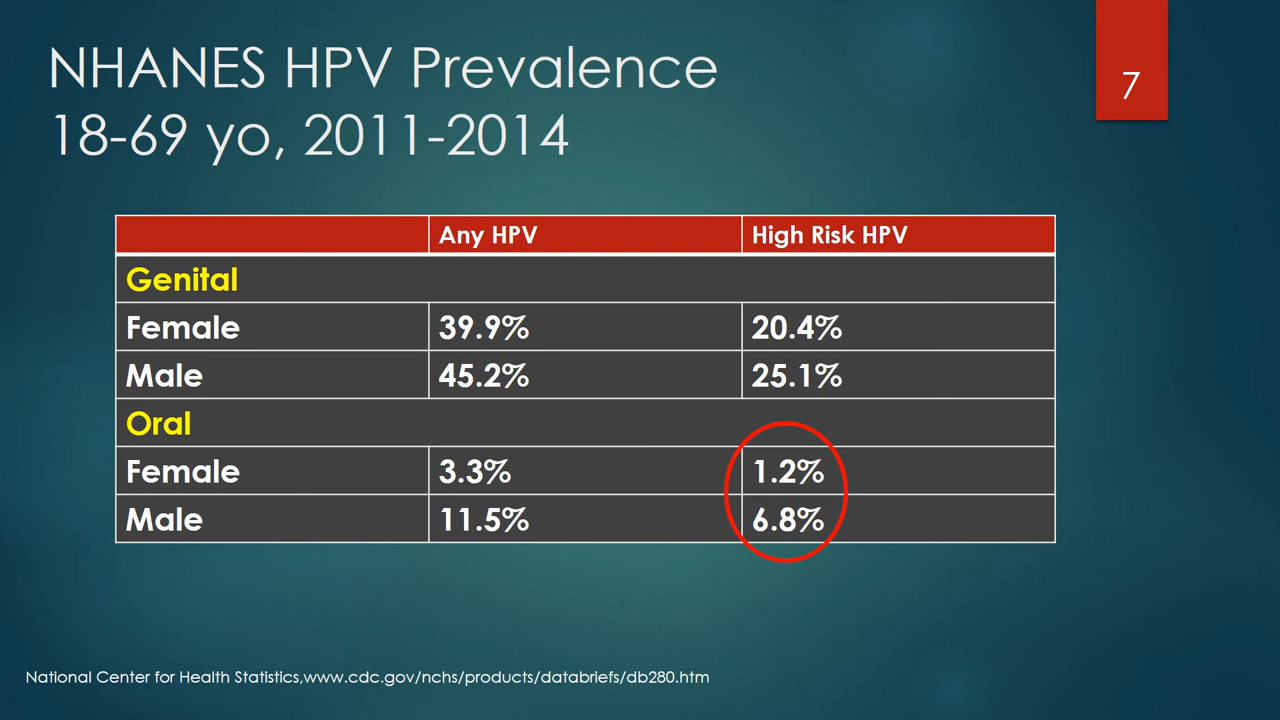 NHANES HPV Prevalence
18-69 yo, 2011-2014
7
Any HPV High Risk HPV
Genital
Female 39.9% 20.4%
Male 45.2% 25.1%
Oral
Female 3.3% 1.2%
Male 11.5% 6.8%
National Center for Health Statistics,www.cdc.gov/nchs/products/databriefs/db280.htm